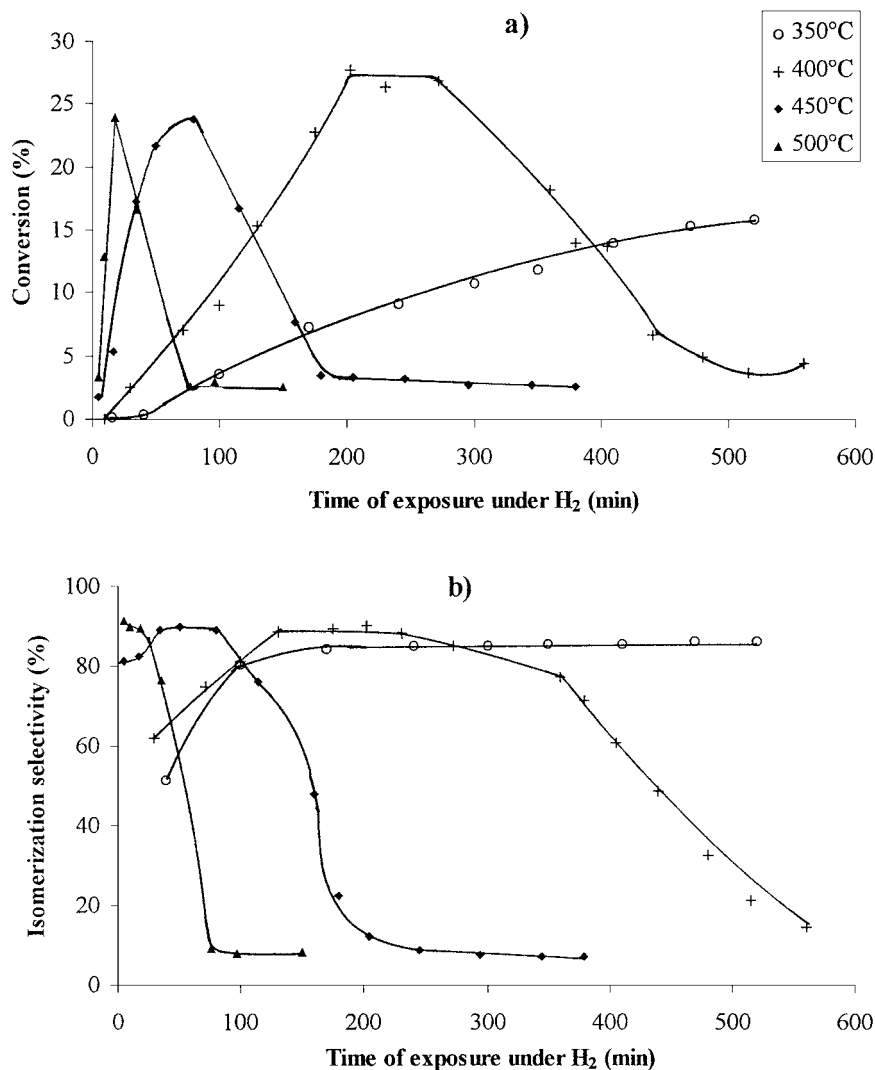 a)
350°C
400°C
450°C
500°C
30
25
20
15
10
5
0
Conversion (%)
0 100 200 300 400 500 600
Time of exposure under H₂ (min)
b)
100
80
60
40
20
0
Isomerization selectivity (%)
0 100 200 300 400 500 600
Time of exposure under H₂ (min)